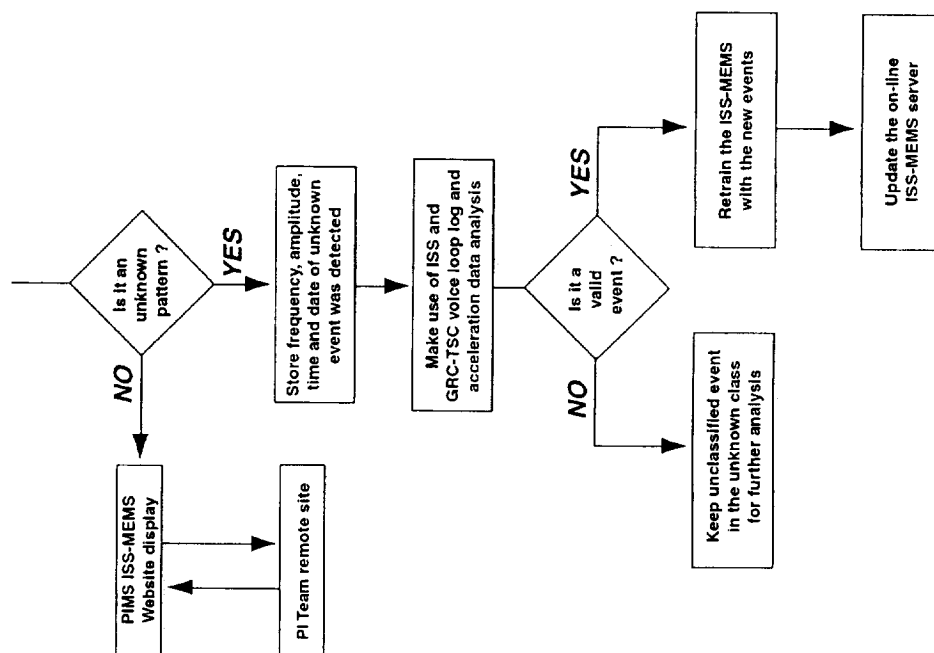 Is it an
unknown
pattern ?
NO
YES
PIMS ISS-MEMS
Website display
PI Team remote site
Store frequency, amplitude,
time and date of unknown
event was detected
Make use of ISS and
GRC-TSC voice loop log and
acceleration data analysis
Is it a
valid
event ?
NO
YES
Keep unclassified event
in the unknown class
for further analysis
Retrain the ISS-MEMS
with the new events
Update the on-line
ISS-MEMS server